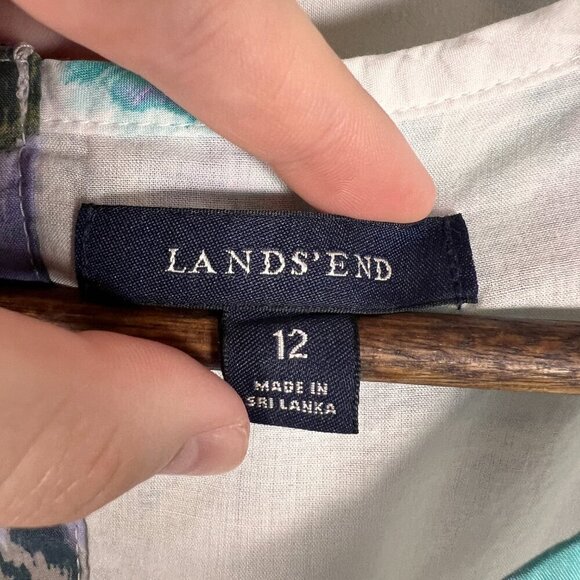 LANDS' END
12
MADE IN
SRI LANKA